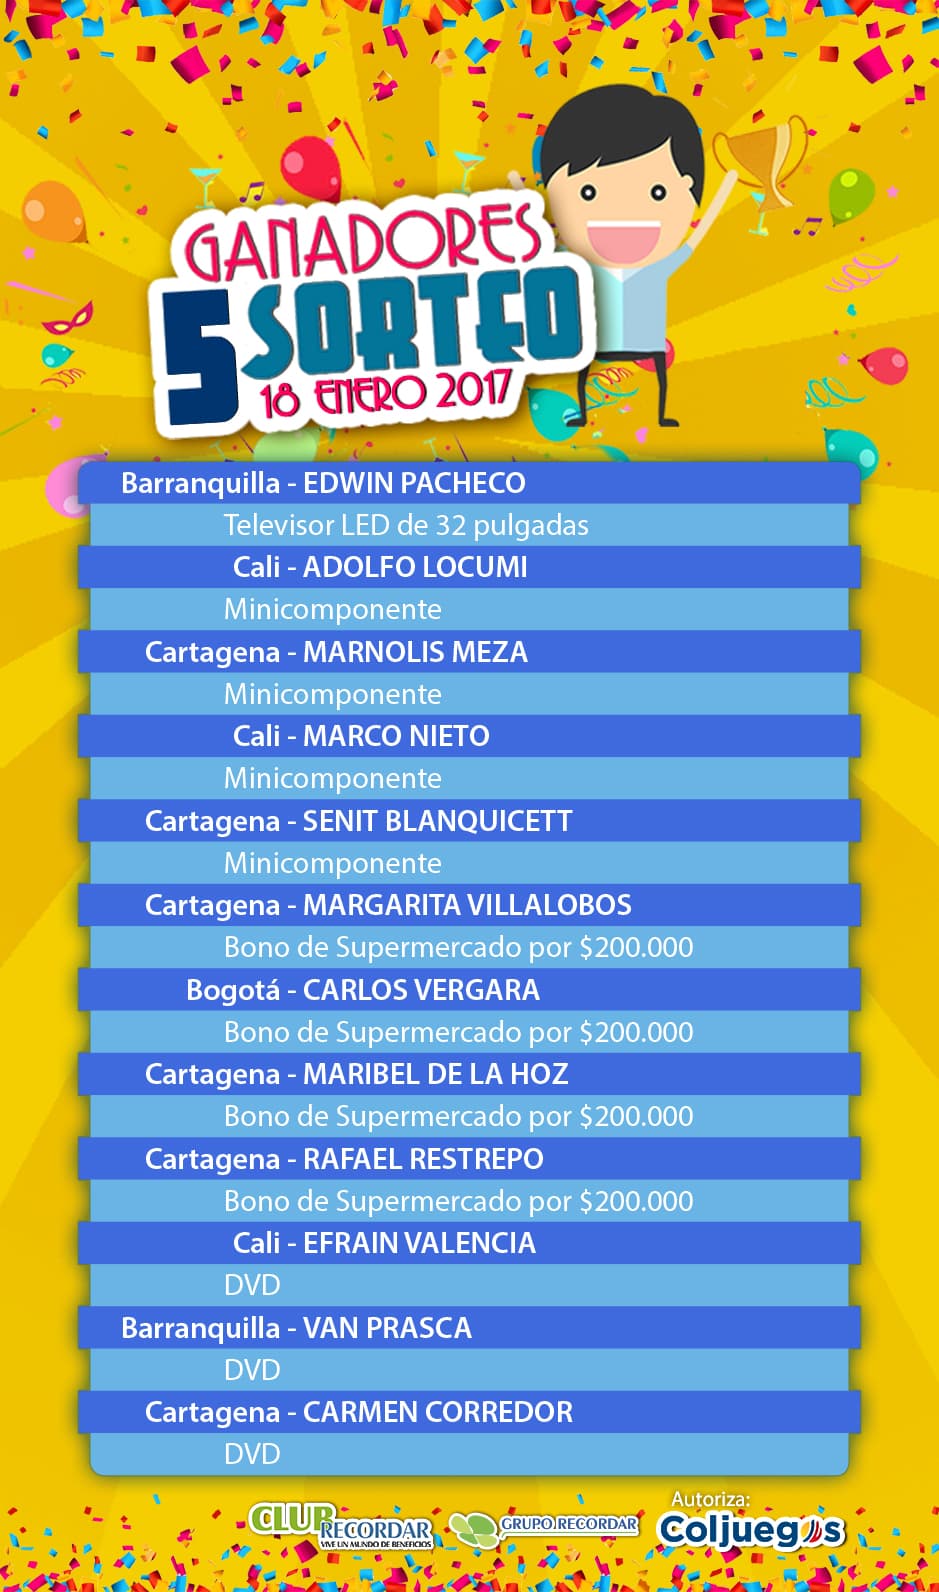 GANADORES
5 SORTEO
18 ENERO 2017
Barranquilla - EDWIN PACHECO
Televisor LED de 32 pulgadas
Cali - ADOLFO LOCUMI
Minicomponente
Cartagena - MARNOLIS MEZA
Minicomponente
Cali - MARCO NIETO
Minicomponente
Cartagena - SENIT BLANQUICETT
Minicomponente
Cartagena - MARGARITA VILLALOBOS
Bono de Supermercado por $200.000
Bogotá - CARLOS VERGARA
Bono de Supermercado por $200.000
Cartagena - MARIBEL DE LA HOZ
Bono de Supermercado por $200.000
Cartagena - RAFAEL RESTREPO
Bono de Supermercado por $200.000
Cali - EFRAIN VALENCIA
DVD
Barranquilla - VAN PRASCA
DVD
Cartagena - CARMEN CORREDOR
DVD
CLUB
RECORDAR
VIVE UN MUNDO DE BENEFICIOS
GRUPO RECORDAR
Autoriza:
Coljuegos